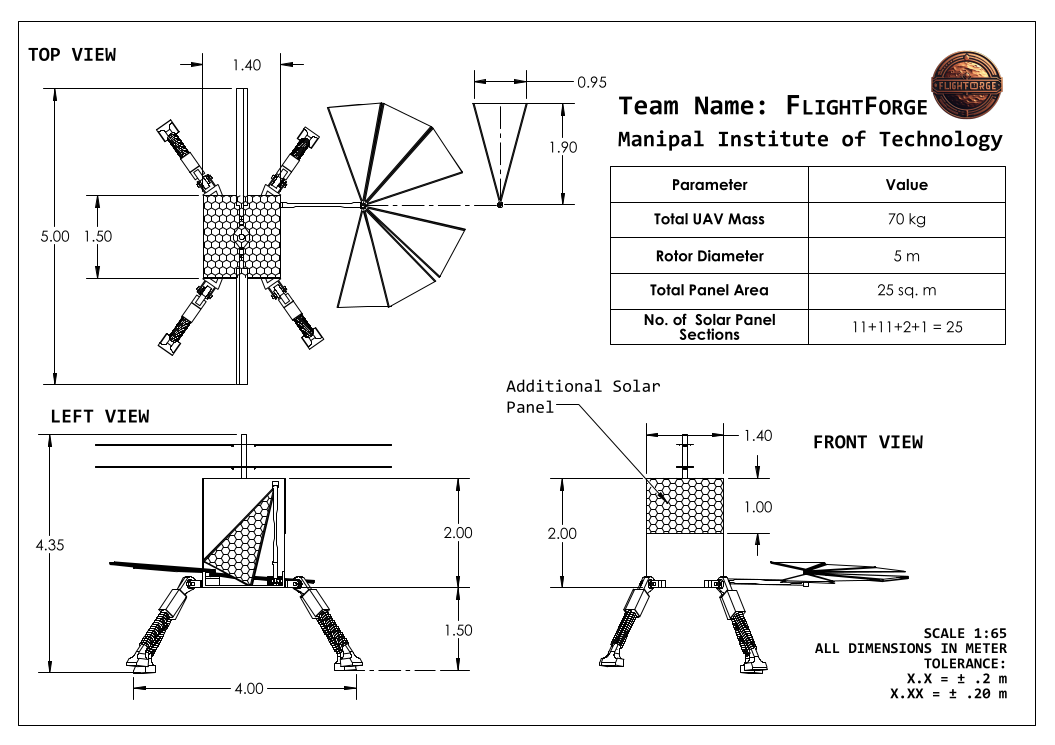 TOP VIEW
1.40
0.95
Team Name: FLIGHTFORGE
FLIGHTFORGE
Manipal Institute of Technology
1.90
5.00
1.50
Parameter Value
Total UAV Mass 70 kg
Rotor Diameter 5 m
Total Panel Area 25 sq. m
No. of Solar Panel
Sections
11+11+2+1 = 25
Additional Solar
Panel
LEFT VIEW
FRONT VIEW
1.40
1.00
2.00
2.00
4.35
1.50
4.00
SCALE 1:65
ALL DIMENSIONS IN METER
TOLERANCE:
X.X = ± .2 m
X.XX = ± .20 m